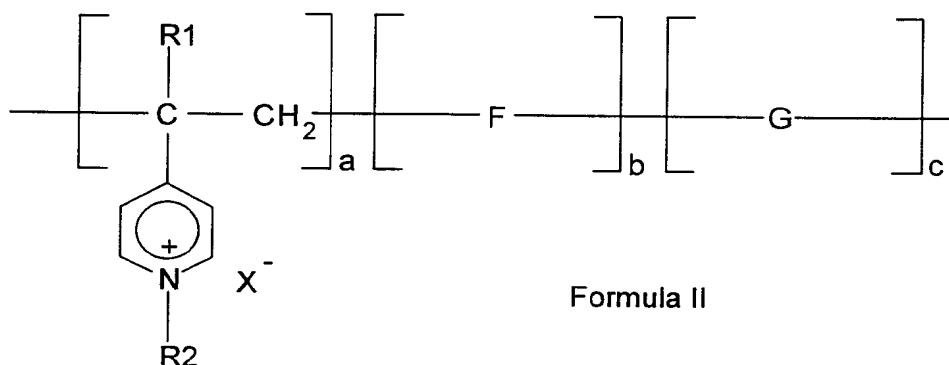 R1
C CH2 F G
a b c
+
N X-
Formula II
R2